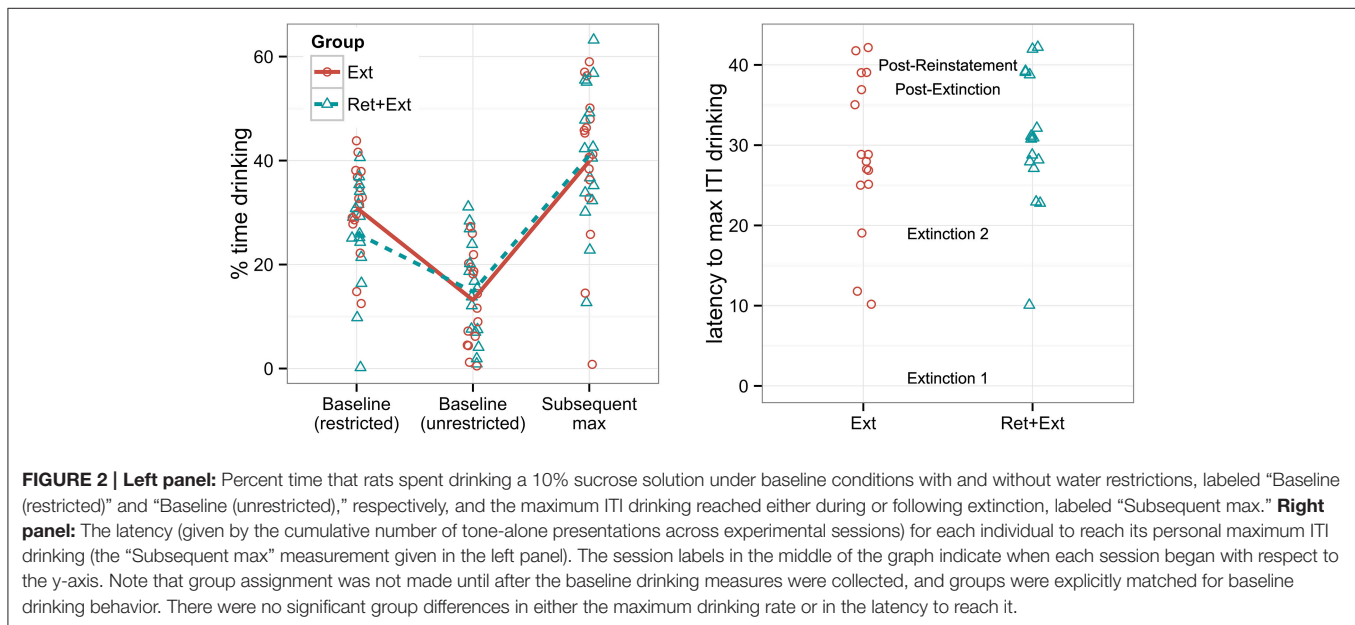 Group
Ext
Ret+Ext
% time drinking
60
40
20
0
Baseline
(restricted)
Baseline
(unrestricted)
Subsequent
max
latency to max ITI drinking
40
30
20
10
0
Post-Reinstatement
Post-Extinction
Extinction 2
Extinction 1
Ext
Ret+Ext
FIGURE 2 | Left panel: Percent time that rats spent drinking a 10% sucrose solution under baseline conditions with and without water restrictions, labeled “Baseline
(restricted)” and “Baseline (unrestricted),” respectively, and the maximum ITI drinking reached either during or following extinction, labeled “Subsequent max.” Right
panel: The latency (given by the cumulative number of tone-alone presentations across experimental sessions) for each individual to reach its personal maximum ITI
drinking (the “Subsequent max” measurement given in the left panel). The session labels in the middle of the graph indicate when each session began with respect to
the y-axis. Note that group assignment was not made until after the baseline drinking measures were collected, and groups were explicitly matched for baseline
drinking behavior. There were no significant group differences in either the maximum drinking rate or in the latency to reach it.